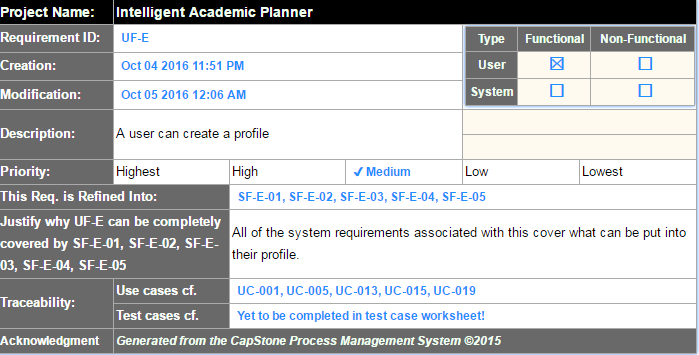 Project Name: Intelligent Academic Planner
Requirement ID: UF-E
Type Functional Non-Functional
User
System
Creation: Oct 04 2016 11:51 PM
Modification: Oct 05 2016 12:06 AM
Description: A user can create a profile
Priority: Highest High ✓Medium Low Lowest
This Req. is Refined Into: SF-E-01, SF-E-02, SF-E-03, SF-E-04, SF-E-05
Justify why UF-E can be completely
covered by SF-E-01, SF-E-02, SF-E-
03, SF-E-04, SF-E-05
All of the system requirements associated with this cover what can be put into
their profile.
Traceability:
Use cases cf. UC-001, UC-005, UC-013, UC-015, UC-019
Test cases cf. Yet to be completed in test case worksheet!
Acknowledgment Generated from the CapStone Process Management System ©2015